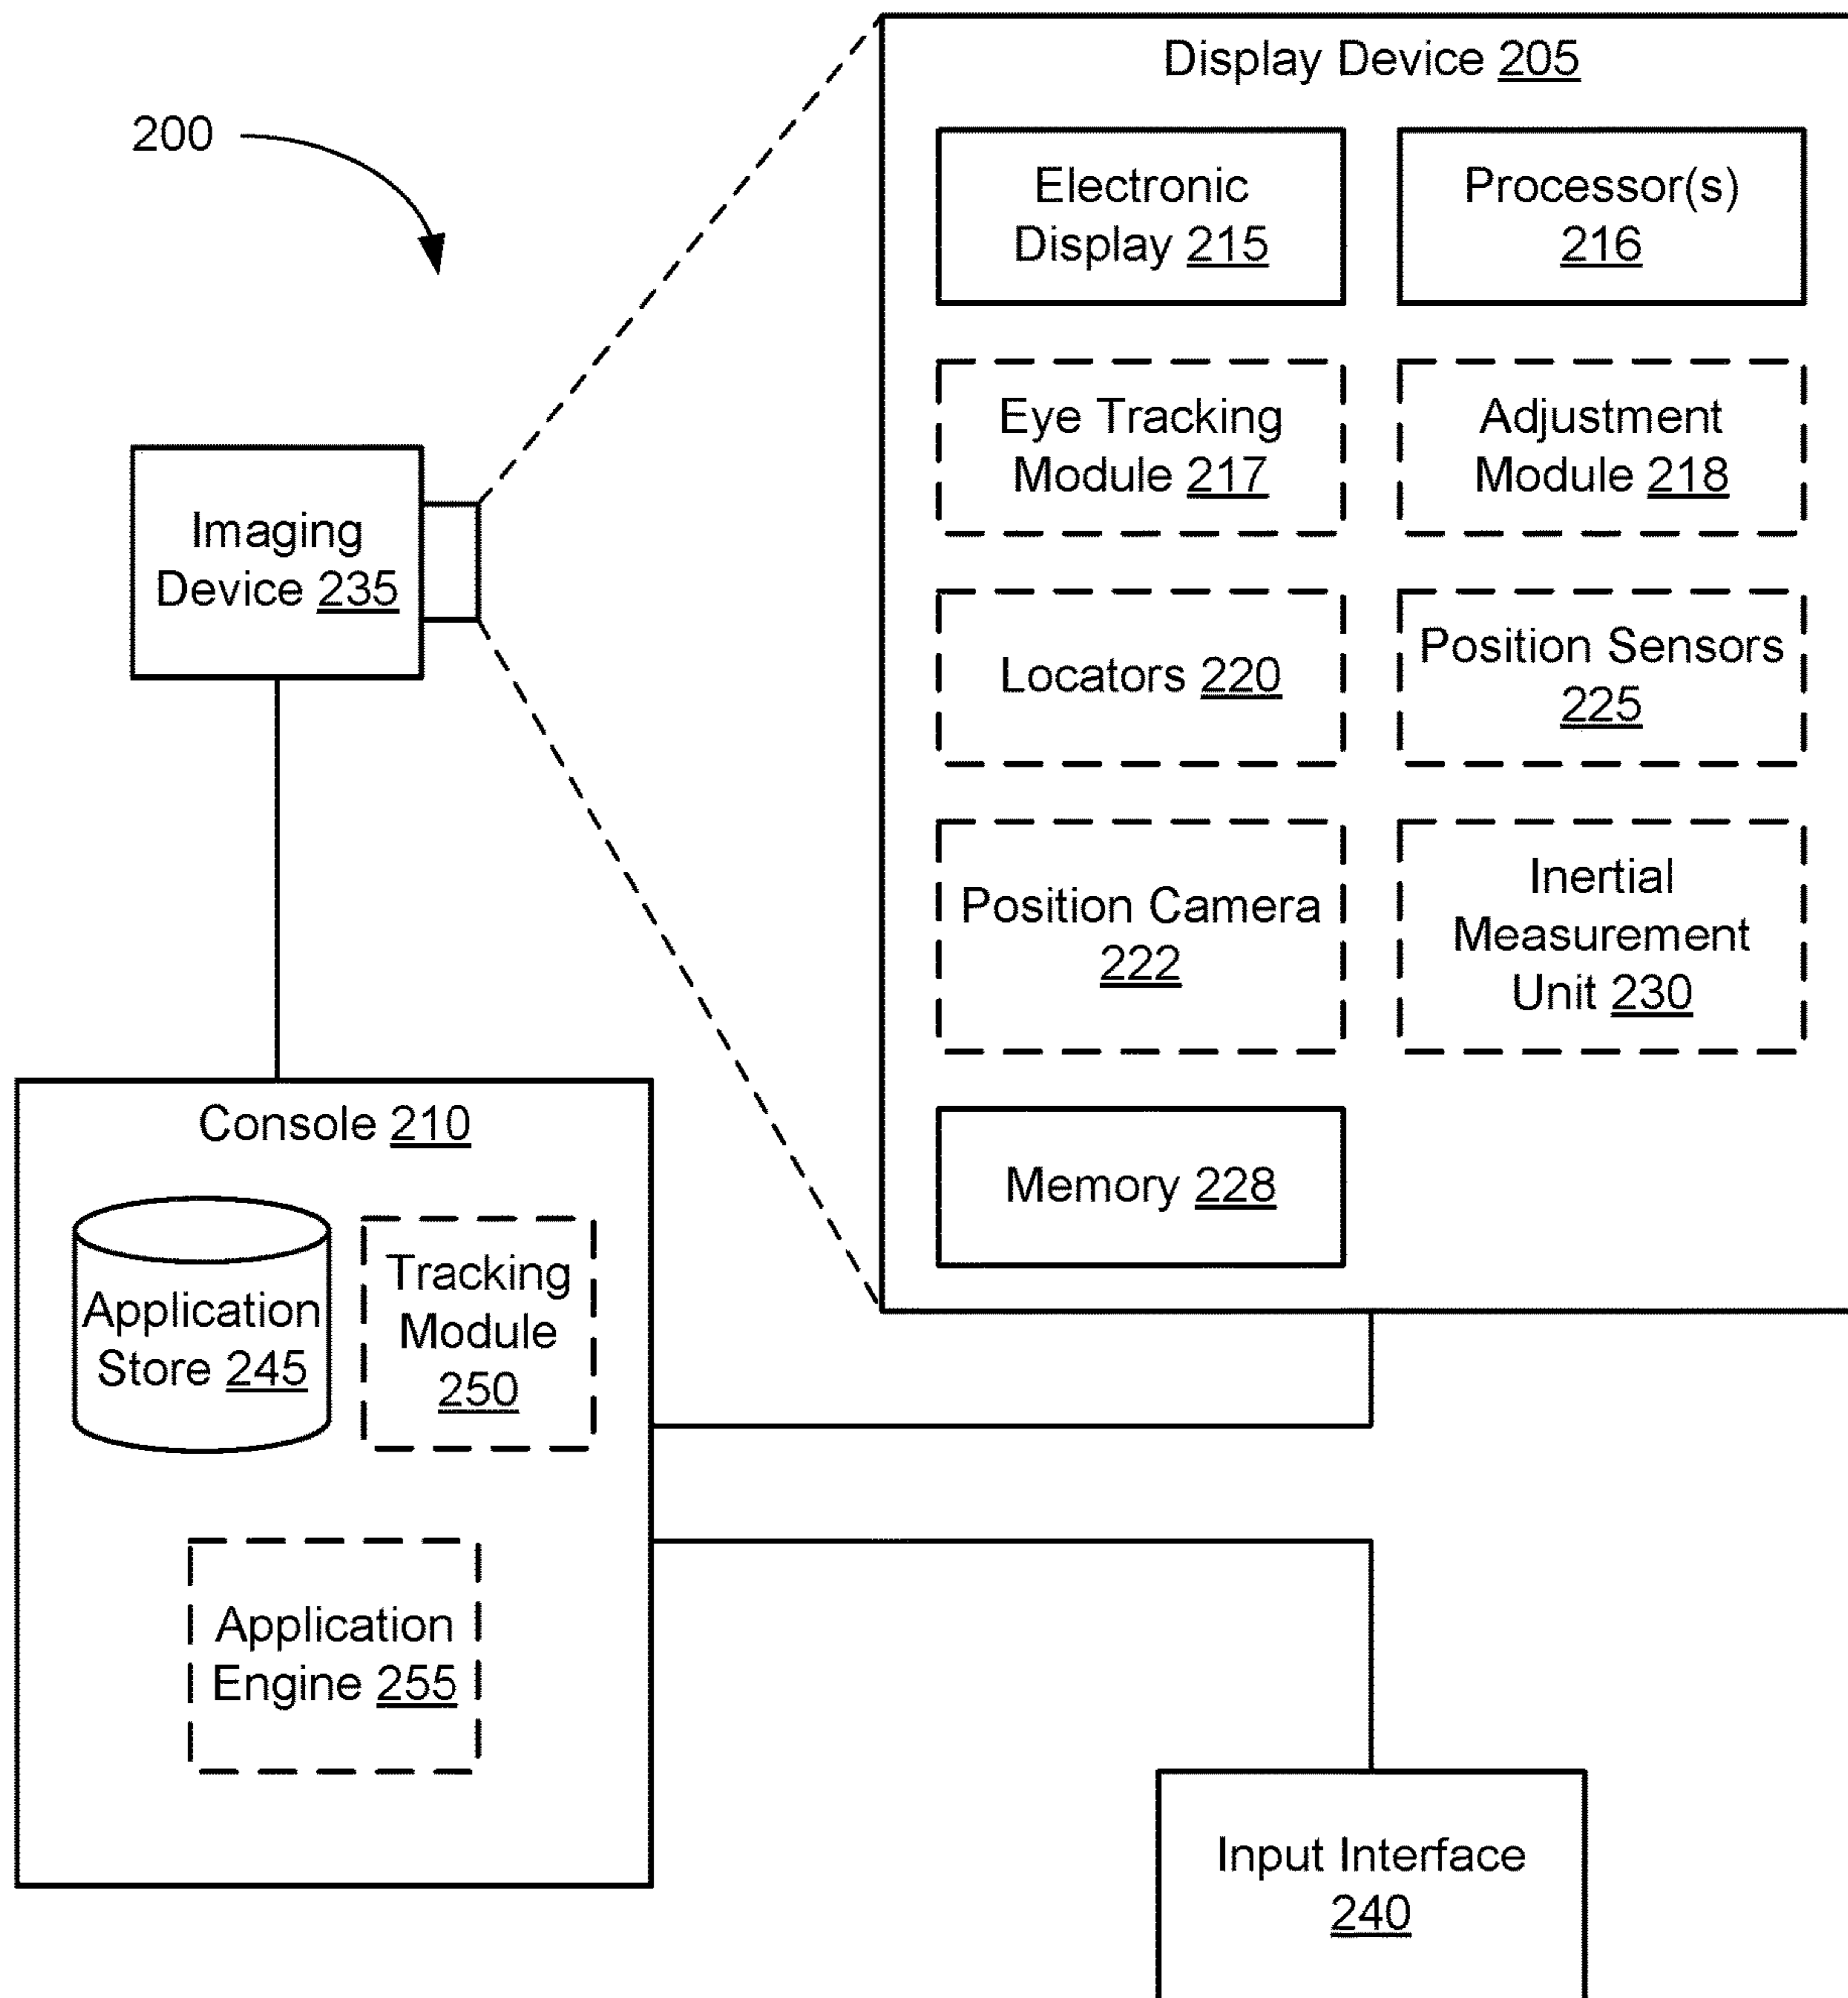 200
Display Device 205
Electronic
Display 215
Processor(s)
216
Eye Tracking
Module 217
Adjustment
Module 218
Imaging
Device 235
Locators 220
Position Sensors
225
Position Camera
222
Inertial
Measurement
Unit 230
Memory 228
Console 210
Application
Store 245
Tracking
Module
250
Application
Engine 255
Input Interface
240